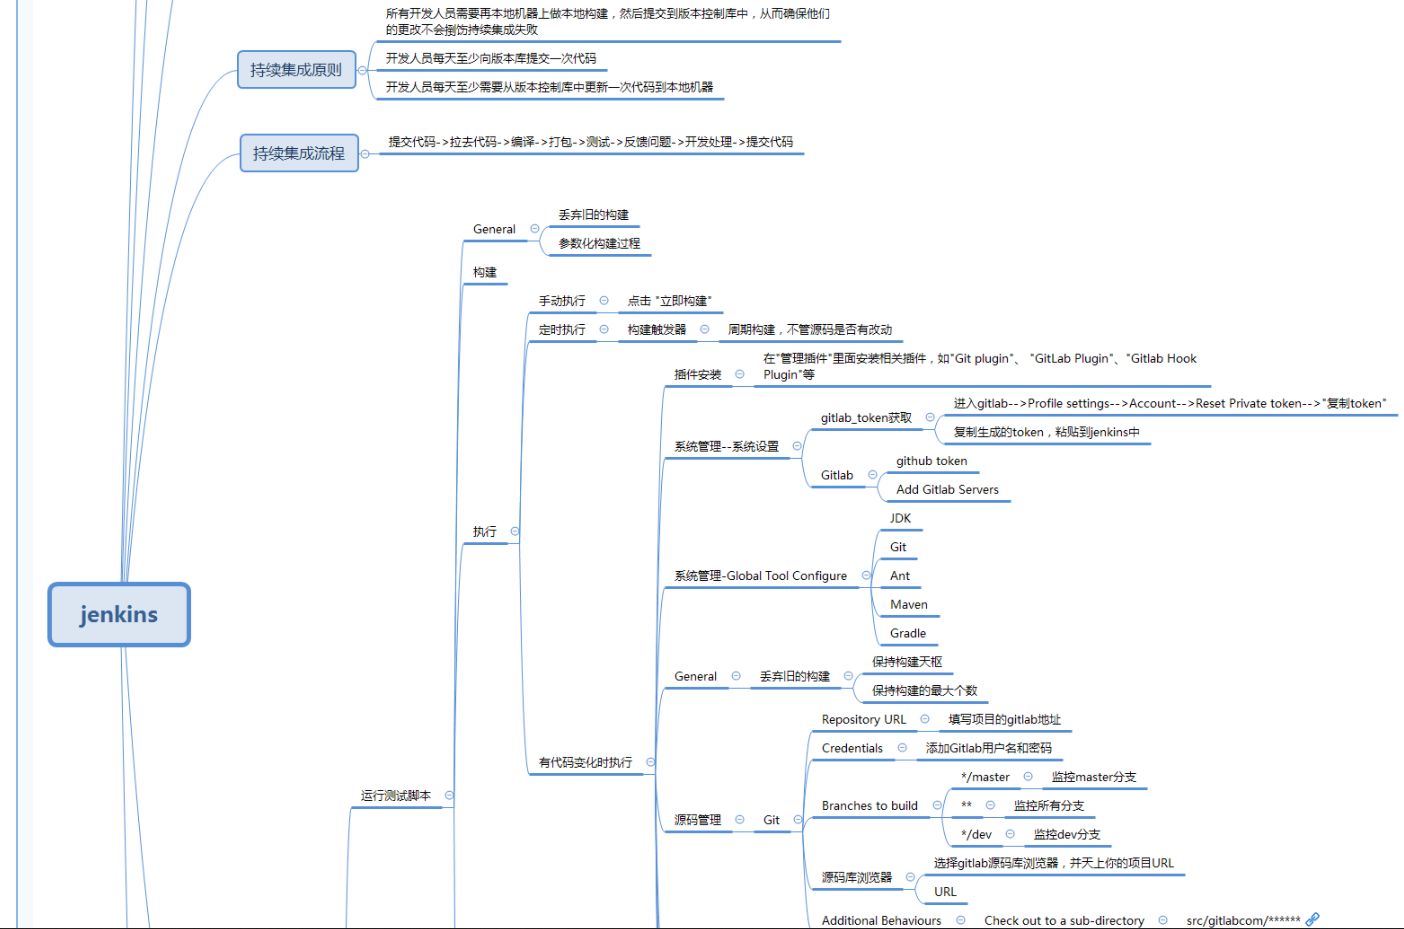 所有开发人员需要再本地机器上做本地构建，然后提交到版本控制库中，从而确保他们
的更改不会捯饬持续集成失败
持续集成原则
开发人员每天至少向版本库提交一次代码
开发人员每天至少需要从版本控制库中更新一次代码到本地机器
持续集成流程
提交代码->拉去代码->编译->打包->测试->反馈问题->开发处理->提交代码
General
丢弃旧的构建
参数化构建过程
构建
手动执行
点击 "立即构建"
定时执行
构建触发器
周期构建，不管源码是否有改动
插件安装
在"管理插件"里面安装相关插件，如"Git plugin"、 "GitLab Plugin"、"Gitlab Hook
Plugin"等
系统管理--系统设置
gitlab_token获取
进入gitlab-->Profile settings-->Account-->Reset Private token-->"复制token"
复制生成的token，粘贴到jenkins中
Gitlab
github token
Add Gitlab Servers
执行
系统管理-Global Tool Configure
JDK
Git
Ant
Maven
Gradle
jenkins
General
丢弃旧的构建
保持构建天枢
保持构建的最大个数
有代码变化时执行
运行测试脚本
源码管理
Git
Repository URL
填写项目的gitlab地址
Credentials
添加Gitlab用户名和密码
Branches to build
*/master
监控master分支
**
监控所有分支
*/dev
监控dev分支
源码库浏览器
选择gitlab源码库浏览器，并天上你的项目URL
URL
Additional Behaviours
Check out to a sub-directory
src/gitlabcom/******